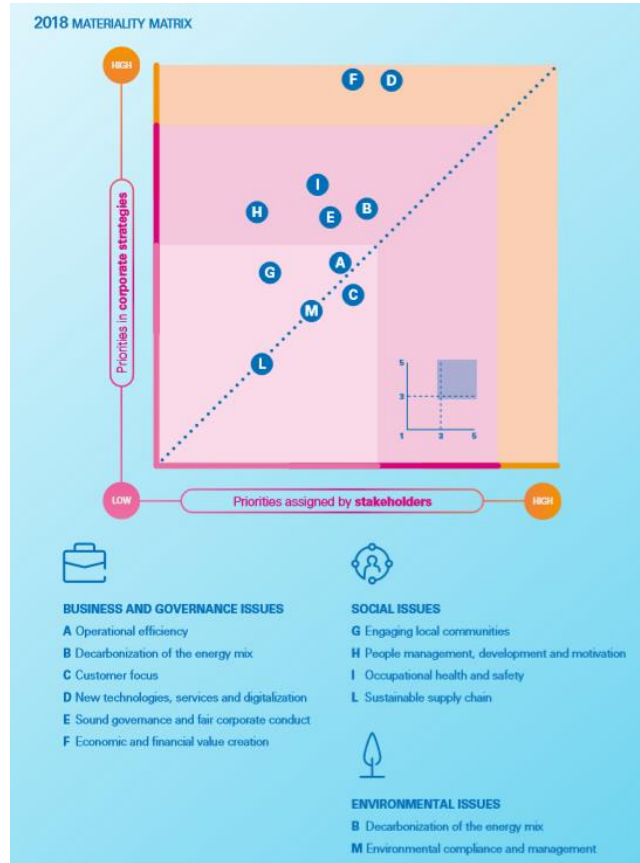 2018 MATERIALITY MATRIX
HIGH
F
D
I
H
B
E
A
G
C
M
L
Priorities in corporate strategies
5
3
1
3
5
LOW
Priorities assigned by stakeholders
HIGH
BUSINESS AND GOVERNANCE ISSUES
A Operational efficiency
B Decarbonization of the energy mix
C Customer focus
D New technologies, services and digitalization
E Sound governance and fair corporate conduct
F Economic and financial value creation
SOCIAL ISSUES
G Engaging local communities
H People management, development and motivation
I Occupational health and safety
L Sustainable supply chain
ENVIRONMENTAL ISSUES
B Decarbonization of the energy mix
M Environmental compliance and management